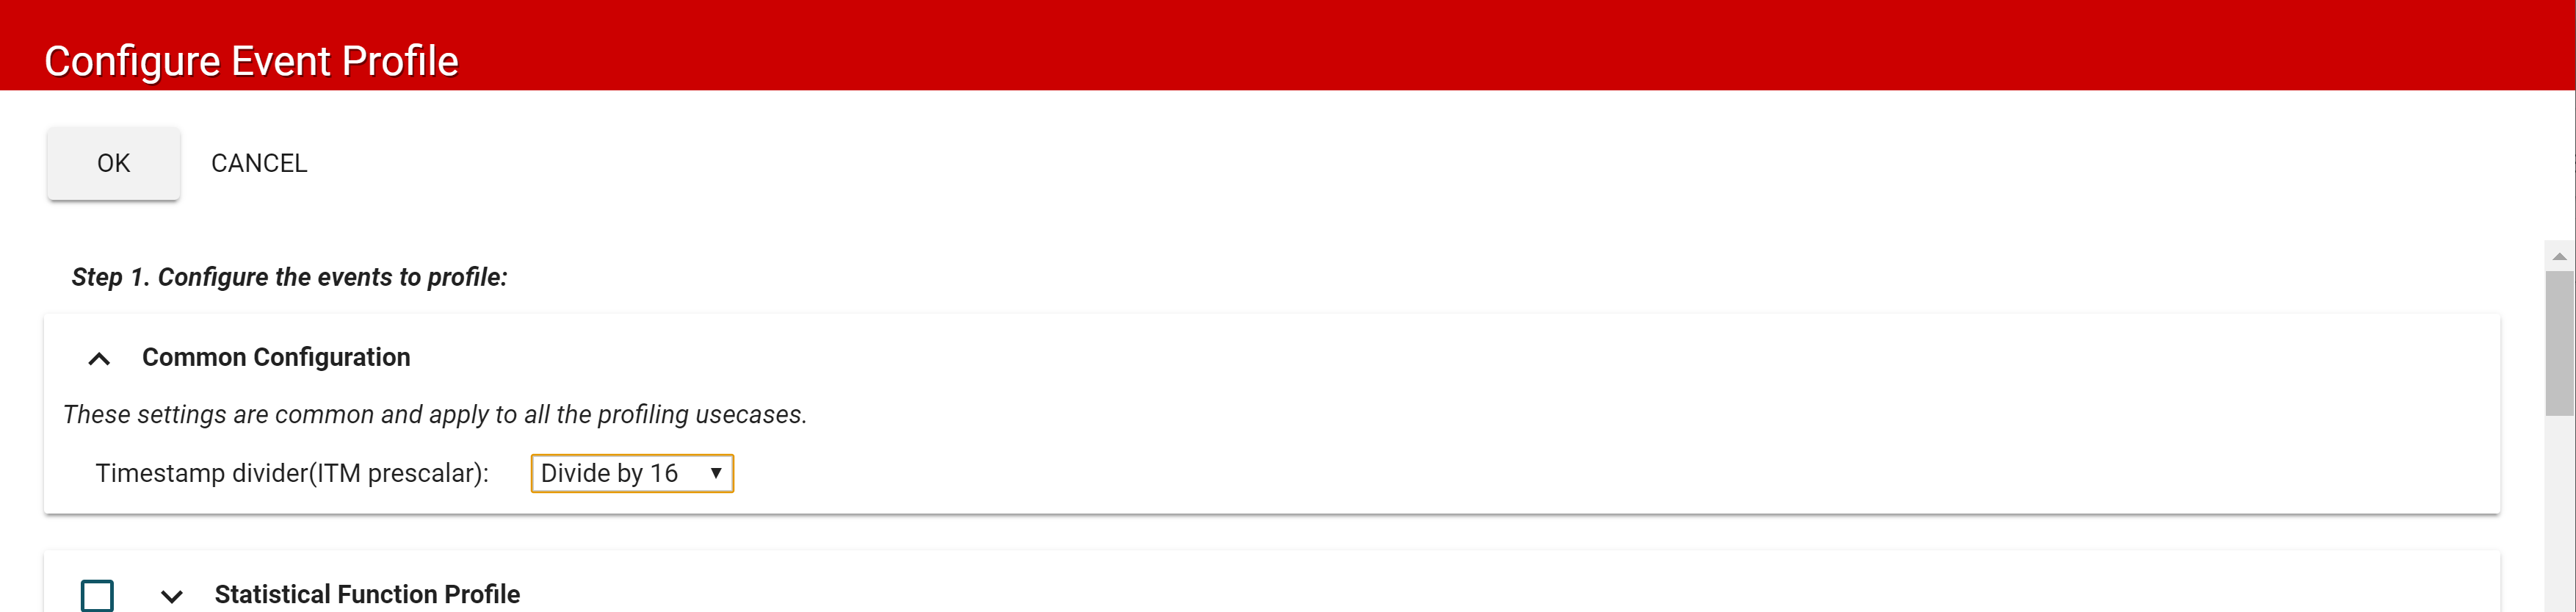 Configure Event Profile
OK CANCEL
Step 1. Configure the events to profile:
Common Configuration
These settings are common and apply to all the profiling usecases.
Timestamp divider(ITM prescalar): Divide by 16
Statistical Function Profile